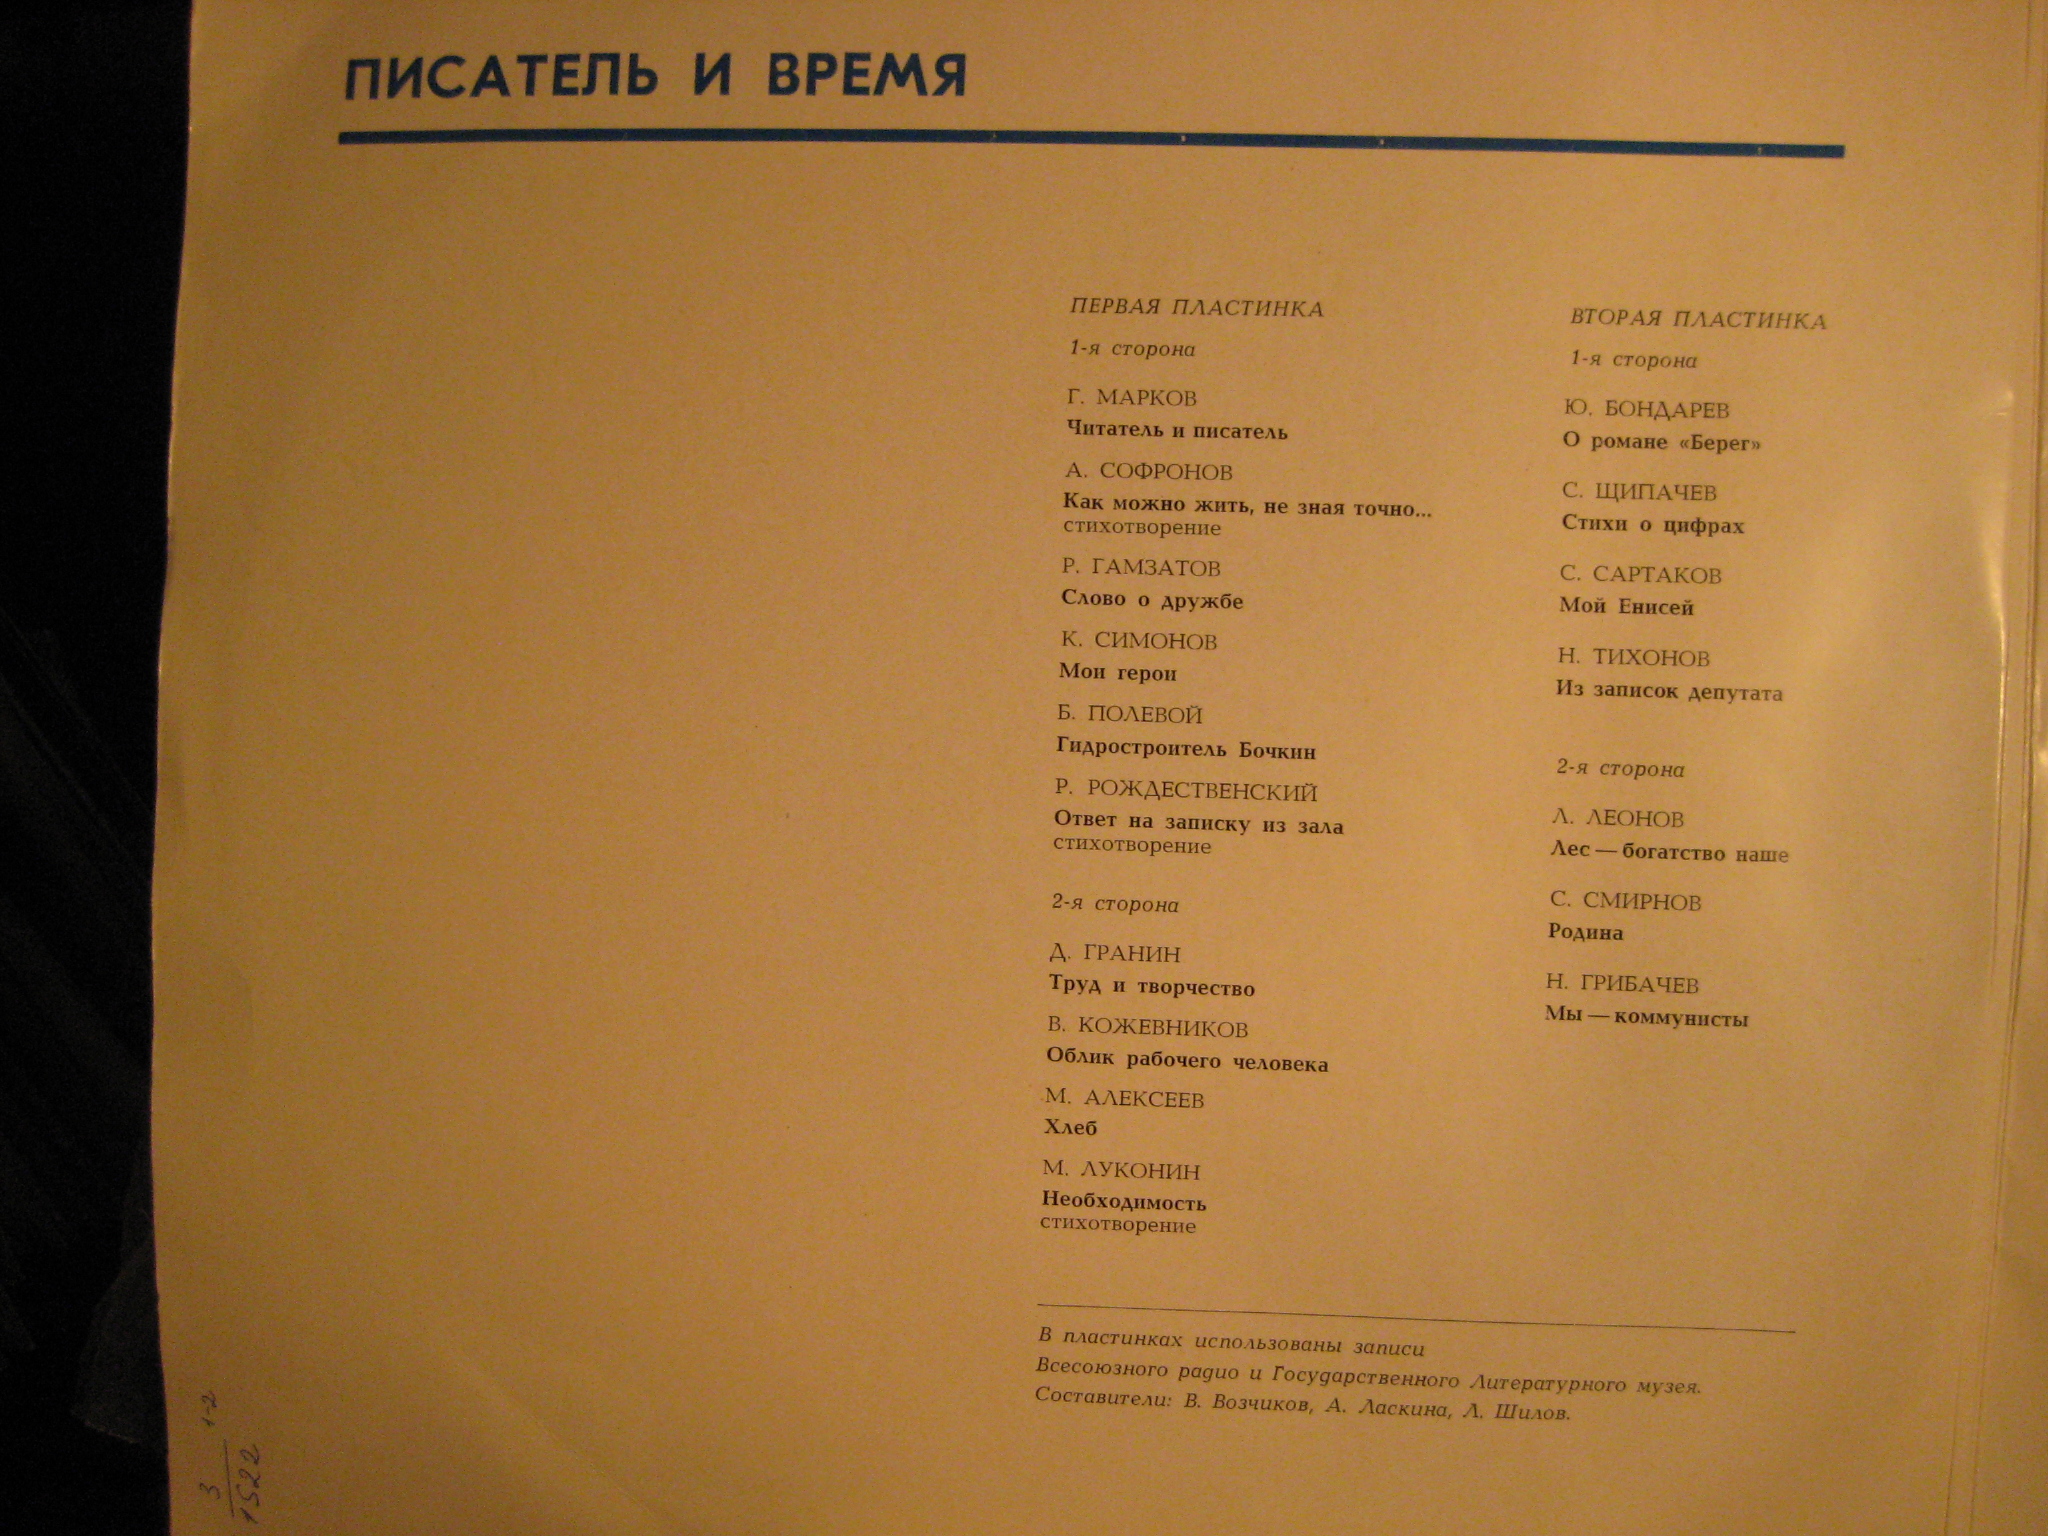 ПИСАТЕЛЬ И ВРЕМЯ
ПЕРВАЯ ПЛАСТИНКА
1-я сторона
Г. МАРКОВ
Читатель и писатель
А. СОФРОНОВ
Как можно жить, не зная точно...
стихотворение
Р. ГАМЗАТОВ
Слово о дружбе
К. СИМОНОВ
Мои герои
Б. ПОЛЕВОЙ
Гидростроитель Бочкин
Р. РОЖДЕСТВЕНСКИЙ
Ответ на записку из зала
стихотворение
2-я сторона
Д. ГРАНИН
Труд и творчество
В. КОЖЕВНИКОВ
Облик рабочего человека
М. АЛЕКСЕЕВ
Хлеб
М. ЛУКОНИН
Необходимость
стихотворение
ВТОРАЯ ПЛАСТИНКА
1-я сторона
Ю. БОНДАРЕВ
О романе «Берег»
С. ЩИПАЧЕВ
Стихи о цифрах
С. САРТАКОВ
Мой Енисей
Н. ТИХОНОВ
Из записок депутата
2-я сторона
Л. ЛЕОНОВ
Лес — богатство наше
С. СМИРНОВ
Родина
Н. ГРИБАЧЕВ
Мы — коммунисты
В пластинках использованы записи
Всесоюзного радио и Государственного Литературного музея.
Составители: В. Возчиков, А. Ласкина, Л. Шилов.
3 1-2
1522